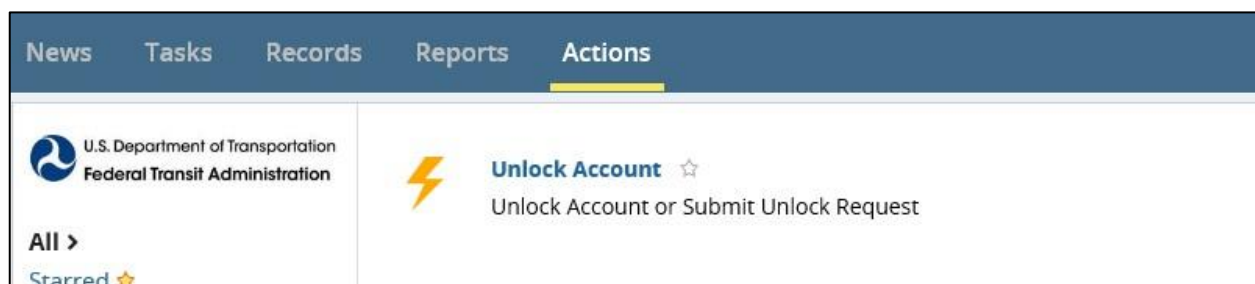 News Tasks Records Reports Actions
U.S. Department of Transportation
Federal Transit Administration
All >
Starred
Unlock Account
Unlock Account or Submit Unlock Request